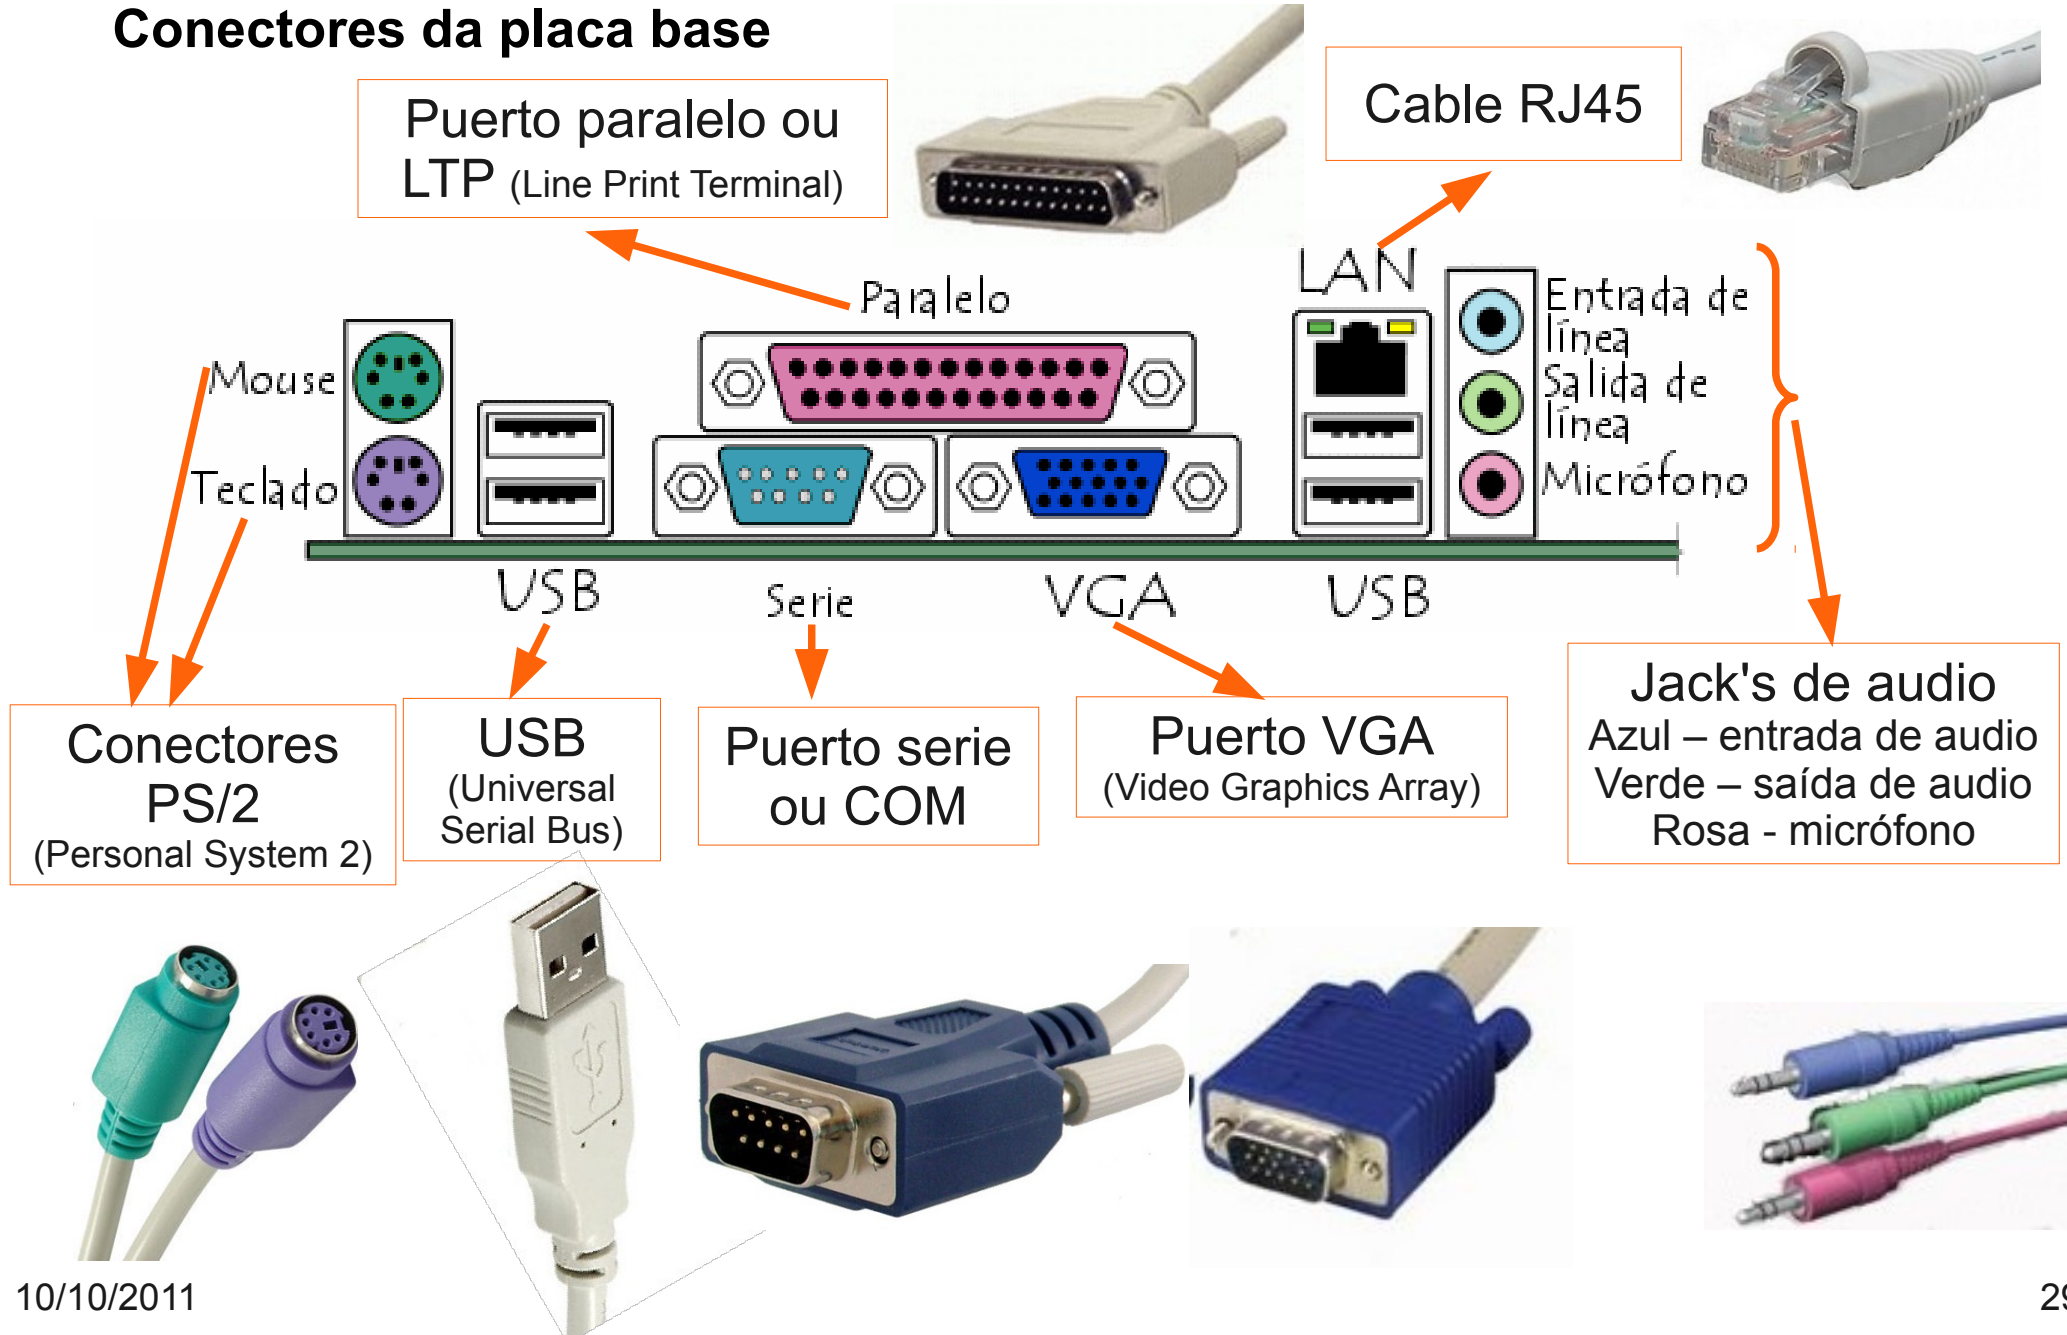 Conectores da placa base
Puerto paralelo ou
LTP (Line Print Terminal)
Cable RJ45
LAN
Paralelo
Entrada de
línea
Mouse
Salida de
línea
Teclado
Micrófono
USB
Serie
VGA
USB
Conectores
PS/2
(Personal System 2)
USB
(Universal
Serial Bus)
Puerto serie
ou COM
Puerto VGA
(Video Graphics Array)
Jack's de audio
Azul – entrada de audio
Verde – saída de audio
Rosa - micrófono
10/10/2011
29